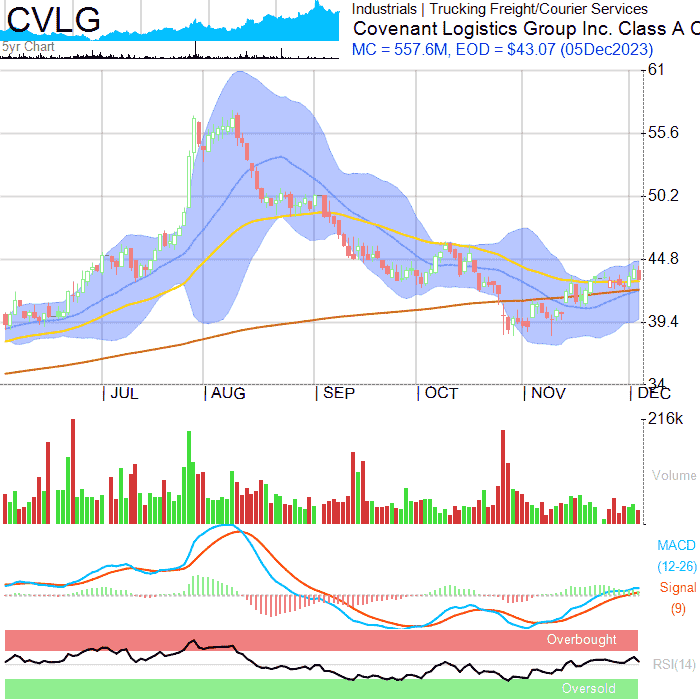 CVLG
5yr Chart
Industrials | Trucking Freight/Courier Services
Covenant Logistics Group Inc. Class A C
MC = 557.6M, EOD = $43.07 (05Dec2023)
61
55.6
50.2
44.8
39.4
34
JUL AUG SEP OCT NOV DEC
216k
Volume
MACD
(12-26)
Signal
(9)
Overbought
RSI(14)
Oversold